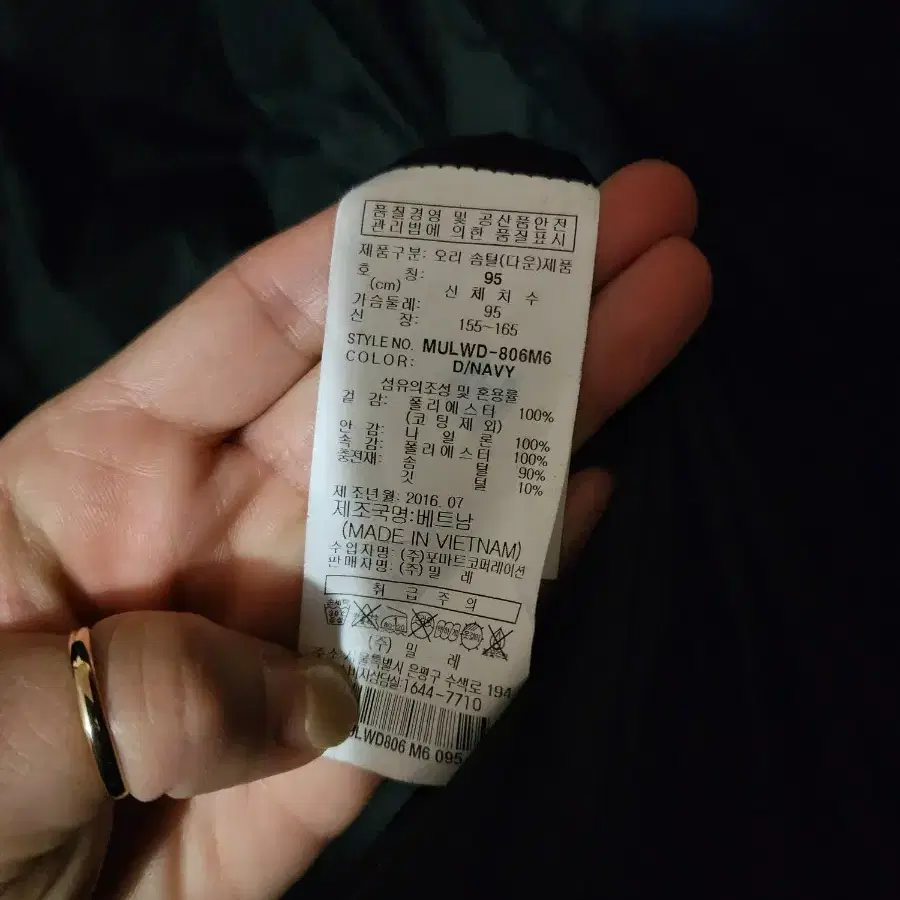 품질경영 및 공산품안전
관리법에 의한 품질표시
제품구분: 오리 솜털(다운)제품
호 칭: 95
(cm) 신 체 치 수
가슴둘레: 95
신 장: 155~165
STYLE NO. MULWD-806M6
COLOR: D/NAVY
섬유의조성 및 혼용률
겉 감: 폴리에스터 100%
(코 팅 제 외)
안 감: 나 일 론 100%
속 감: 폴리에스터 100%
충전재: 솜 털 90%
깃 털 10%
제조년월: 2016. 07
제조국명:베트남
(MADE IN VIETNAM)
수입자명: (주)포마트코퍼레이션
판매자명: (주)밀 레
취 급 주 의
(주) 밀 레
은평구 수색로 194
1644-7710
LWD806 M6 095